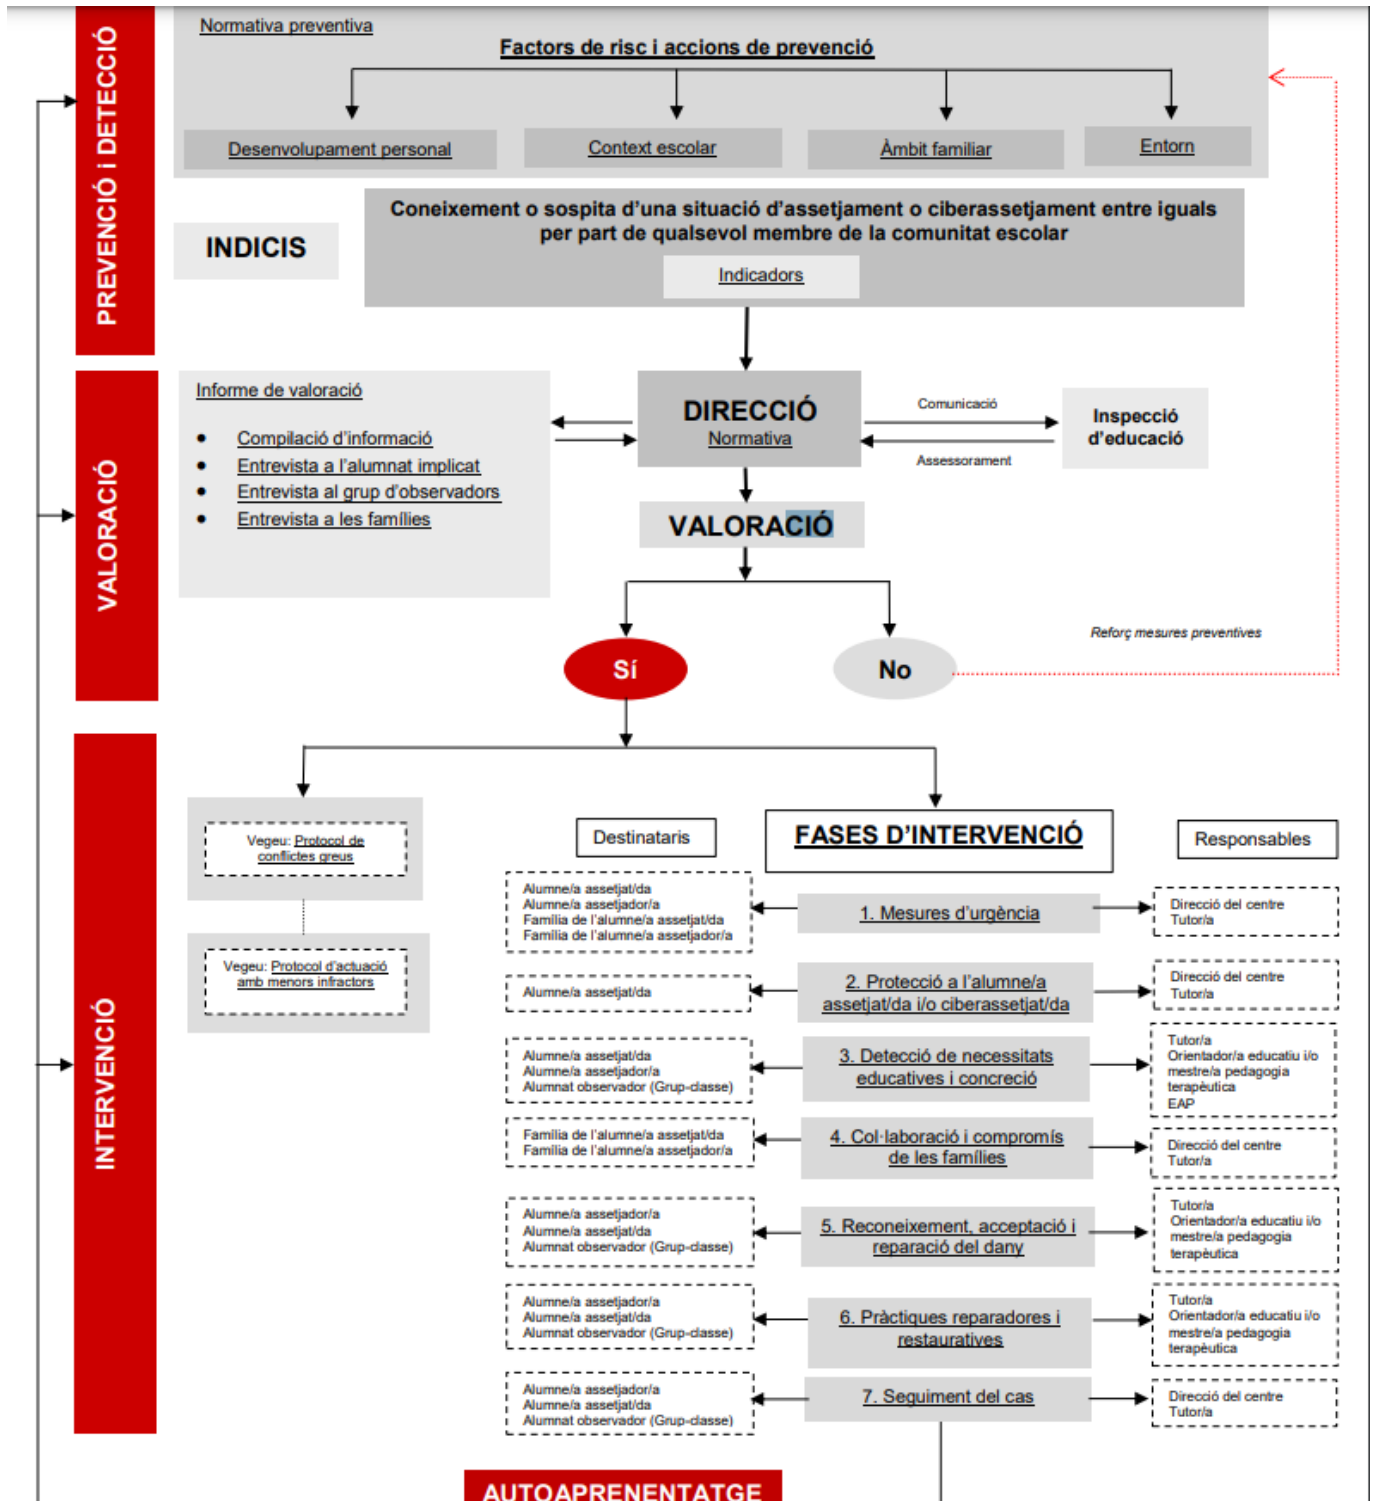 PREVENCIÓ i DETECCIÓ
Normativa preventiva
Factors de risc i accions de prevenció
Desenvolupament personal
Context escolar
Àmbit familiar
Entorn
INDICIS
Coneixement o sospita d'una situació d'assetjament o ciberassetjament entre iguals
per part de qualsevol membre de la comunitat escolar
Indicadors
VALORACIÓ
Informe de valoració
● Compilació d'informació
● Entrevista a l'alumnat implicat
● Entrevista al grup d'observadors
● Entrevista a les famílies
DIRECCIÓ
Normativa
Comunicació
Assessorament
Inspecció
d'educació
VALORACIÓ
Sí
No
Reforç mesures preventives
INTERVENCIÓ
Vegeu: Protocol de
conflictes greus
Vegeu: Protocol d'actuació
amb menors infractors
Destinataris
FASES D'INTERVENCIÓ
Responsables
Alumne/a assetjat/da
Alumne/a assetjador/a
Família de l'alumne/a assetjat/da
Família de l'alumne/a assetjador/a
1. Mesures d'urgència
Direcció del centre
Tutor/a
Alumne/a assetjat/da
2. Protecció a l'alumne/a
assetjat/da i/o ciberassetjat/da
Direcció del centre
Tutor/a
Alumne/a assetjat/da
Alumne/a assetjador/a
Alumnat observador (Grup-classe)
3. Detecció de necessitats
educatives i concreció
Tutor/a
Orientador/a educatiu i/o
mestre/a pedagogia
terapèutica
EAP
Família de l'alumne/a assetjat/da
Família de l'alumne/a assetjador/a
4. Col·laboració i compromís
de les famílies
Direcció del centre
Tutor/a
Alumne/a assetjador/a
Alumne/a assetjat/da
Alumnat observador (Grup-classe)
5. Reconeixement, acceptació i
reparació del dany
Tutor/a
Orientador/a educatiu i/o
mestre/a pedagogia
terapèutica
Alumne/a assetjador/a
Alumne/a assetjat/da
Alumnat observador (Grup-classe)
6. Pràctiques reparadores i
restauratives
Tutor/a
Orientador/a educatiu i/o
mestre/a pedagogia
terapèutica
Alumne/a assetjador/a
Alumne/a assetjat/da
Alumnat observador (Grup-classe)
7. Seguiment del cas
Direcció del centre
Tutor/a
AUTOAPRENENTATGE